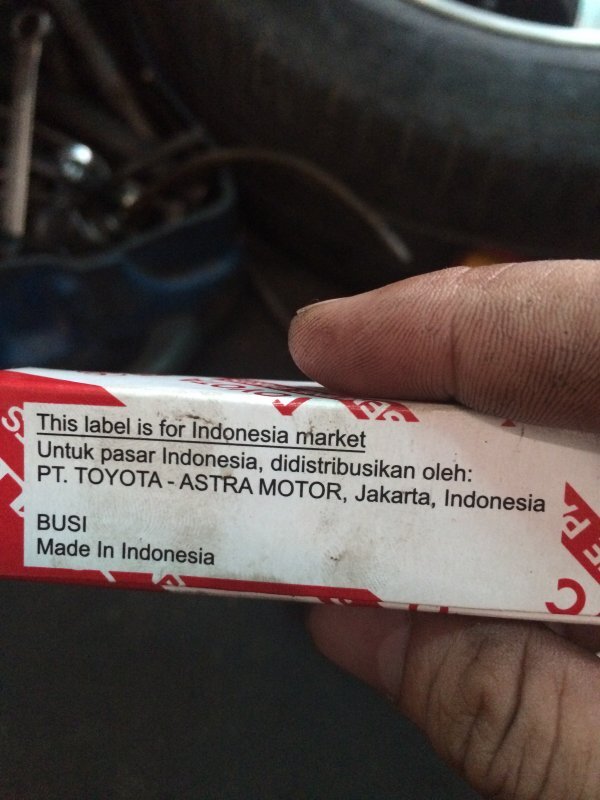 This label is for Indonesia market
Untuk pasar Indonesia, didistribusikan oleh:
PT. TOYOTA - ASTRA MOTOR, Jakarta, Indonesia
BUSI
Made In Indonesia